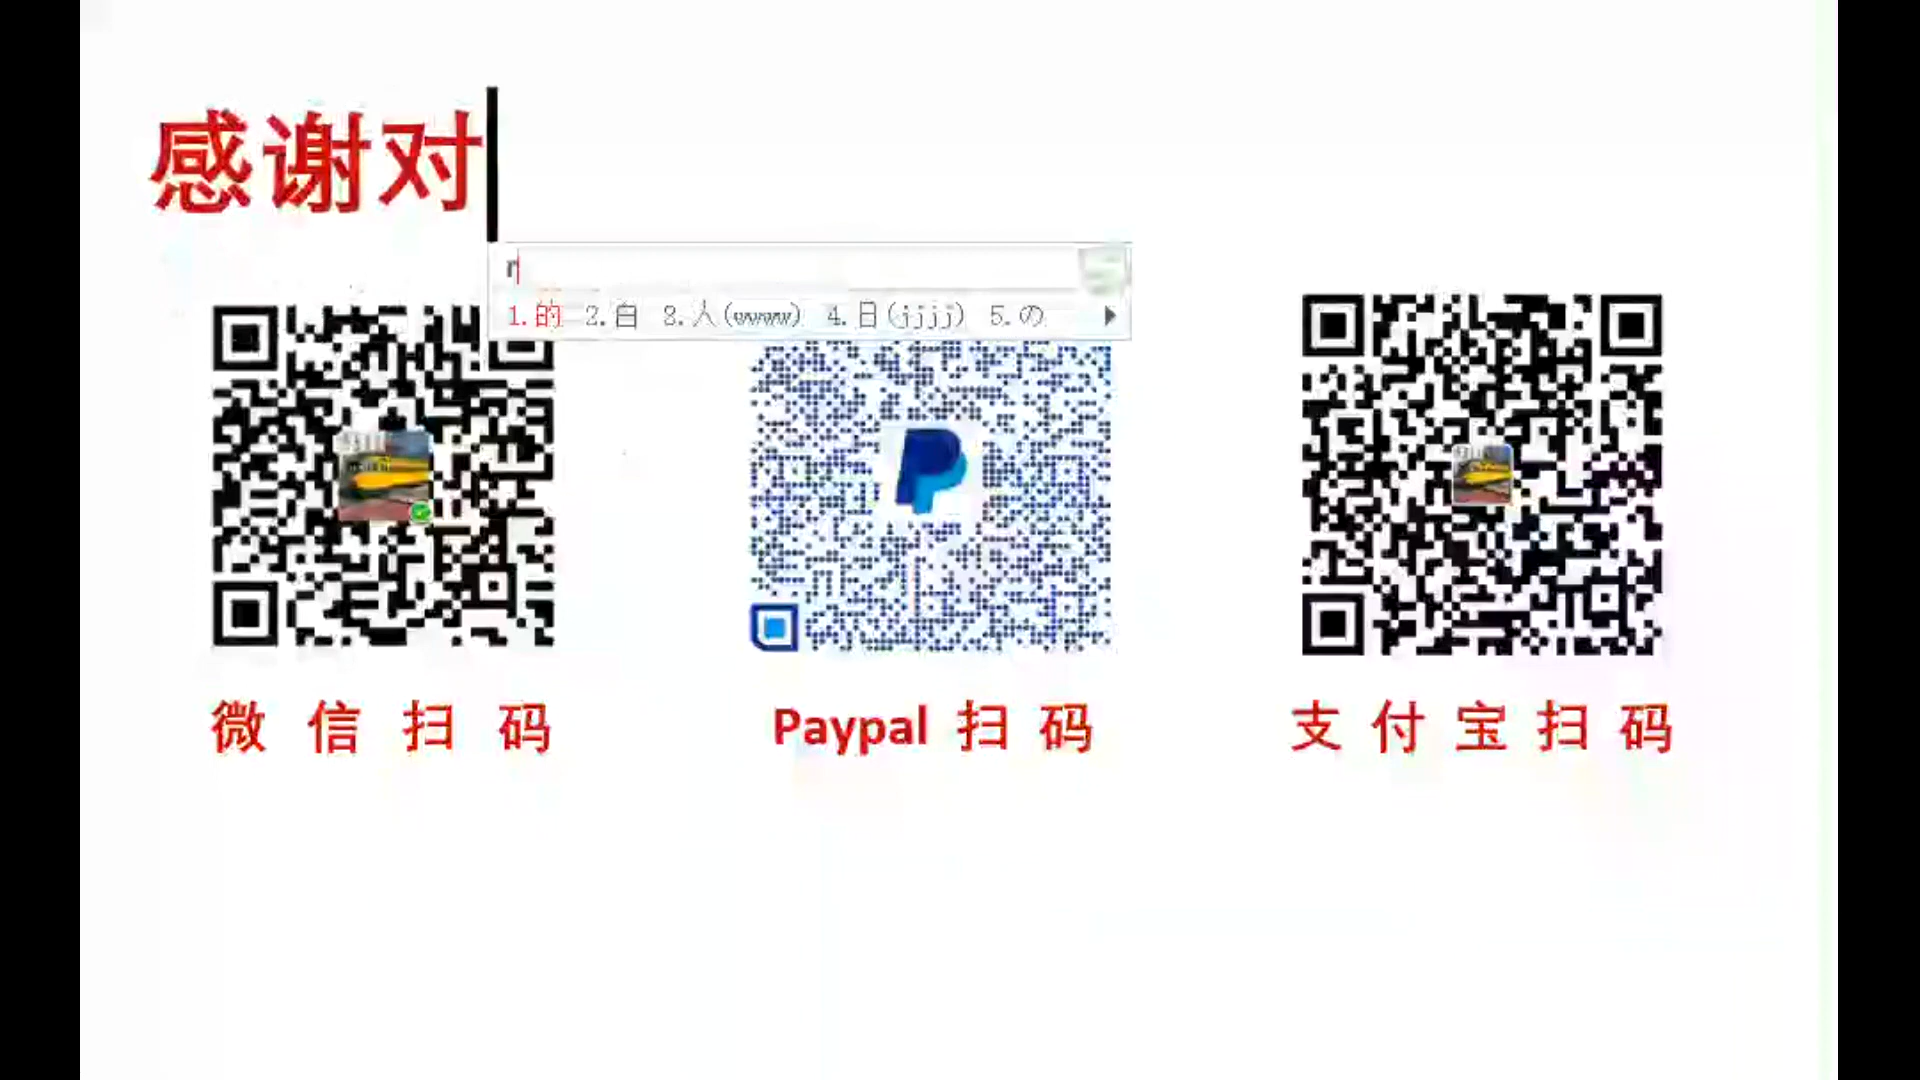 感谢对
r
1.的 2.白 3.人(wwww) 4.日(jjjj) 5.の
微信扫码
Paypal 扫码
支付宝扫码